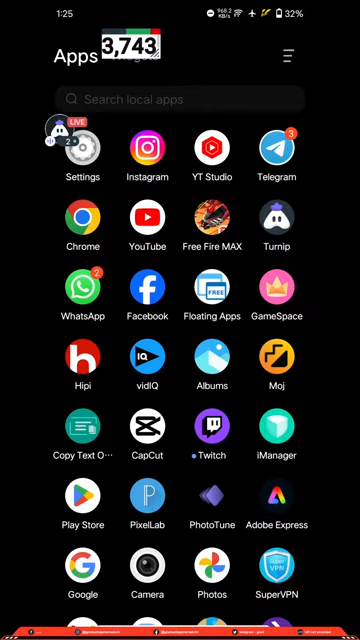 1:25
968.2
KB/s
32%
Apps
3,743
Search local apps
LIVE
2
3
Settings
Instagram
YT Studio
Telegram
Chrome
YouTube
Free Fire MAX
Turnip
2
FREE
WhatsApp
Facebook
Floating Apps
GameSpace
IQ
Hipi
vidIQ
Albums
Moj
Copy Text O···
CapCut
Twitch
iManager
Play Store
PixelLab
PhotoTune
Adobe Express
VPN
Google
Camera
Photos
SuperVPN